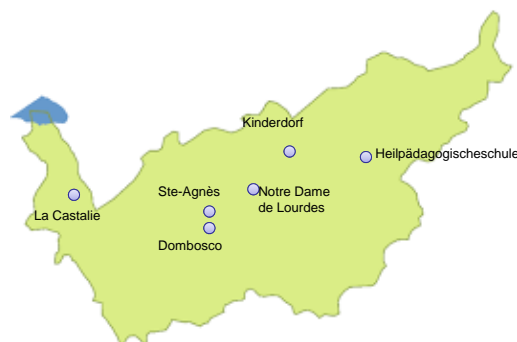 Kinderdorf
Heilpädagogischeschule
Ste-Agnès
Notre Dame
de Lourdes
La Castalie
Dombosco